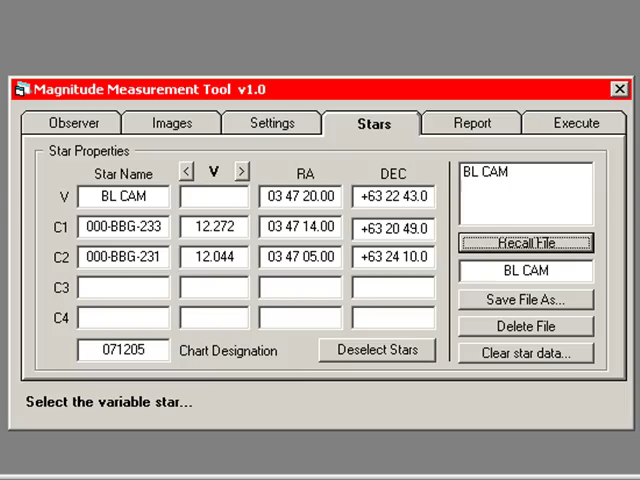 Magnitude Measurement Tool v1.0
Observer Images Settings Stars Report Execute
Star Properties
Star Name < V > RA DEC
V BL CAM 03 47 20.00 +63 22 43.0
C1 000-BBG-233 12.272 03 47 14.00 +63 20 49.0
C2 000-BBG-231 12.044 03 47 05.00 +63 24 10.0
C3
C4
071205 Chart Designation Deselect Stars
BL CAM
Recall File
BL CAM
Save File As...
Delete File
Clear star data...
Select the variable star...